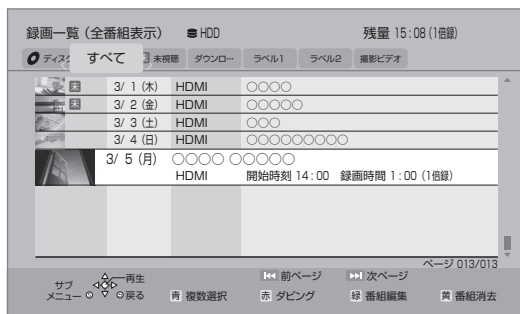 録画一覧 (全番組表示) HDD 残量 15:08 (1倍録)
すべて 未視聴 ダウンロ… ラベル1 ラベル2 撮影ビデオ
未 3/ 1 (木) HDMI ○○○○
未 3/ 2 (金) HDMI ○○○○○
3/ 3 (土) HDMI ○○○
3/ 4 (日) HDMI ○○○○○○○○○
3/ 5 (月) ○○○○ ○○○○○
HDMI 開始時刻 14:00 録画時間 1:00 (1倍録)
ページ 013/013
サブメニュー 再生 戻る 前ページ 次ページ
青 複数選択 赤 ダビング 緑 番組編集 黄 番組消去